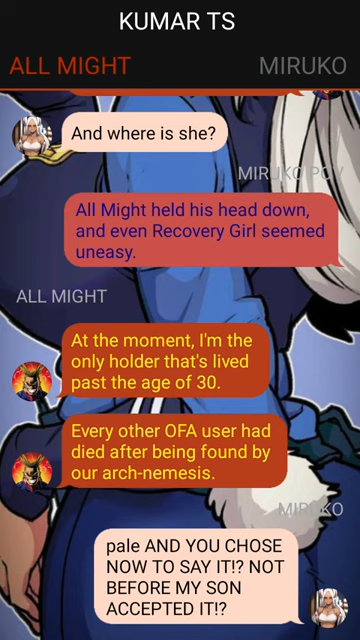 KUMAR TS
ALL MIGHT
MIRUKO
And where is she?
MIRUKO POV
All Might held his head down,
and even Recovery Girl seemed
uneasy.
ALL MIGHT
At the moment, I'm the
only holder that's lived
past the age of 30.
Every other OFA user had
died after being found by
our arch-nemesis.
MIRUKO
pale AND YOU CHOSE
NOW TO SAY IT!? NOT
BEFORE MY SON
ACCEPTED IT!?